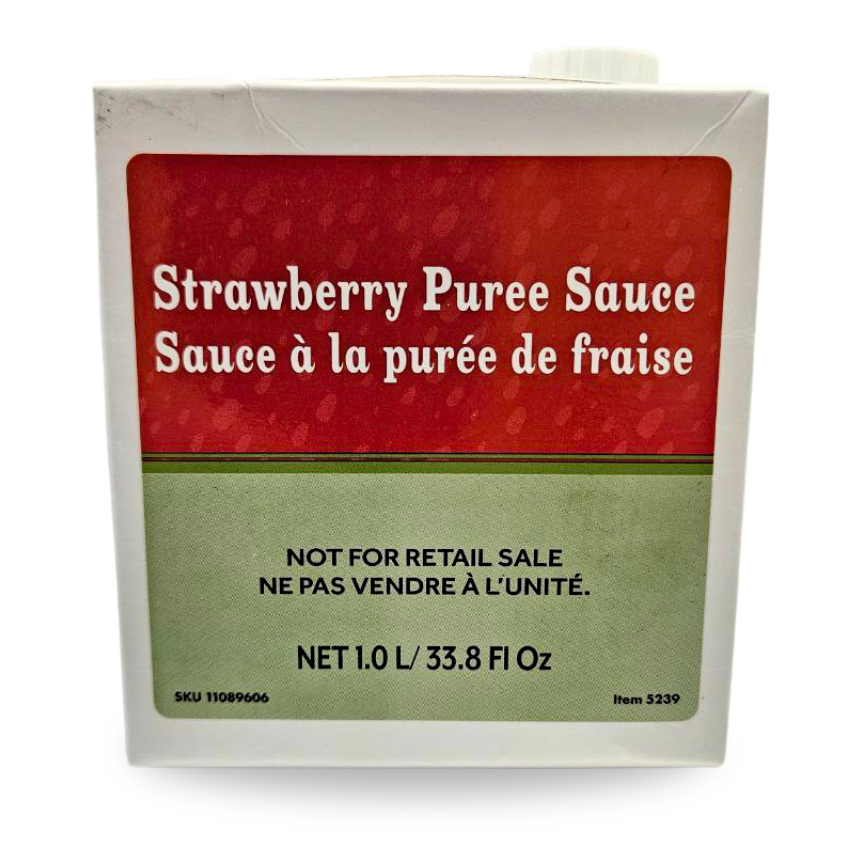 Strawberry Puree Sauce
Sauce à la purée de fraise
NOT FOR RETAIL SALE
NE PAS VENDRE À L'UNITÉ.
NET 1.0 L/ 33.8 Fl Oz
SKU 11089606
Item 5239